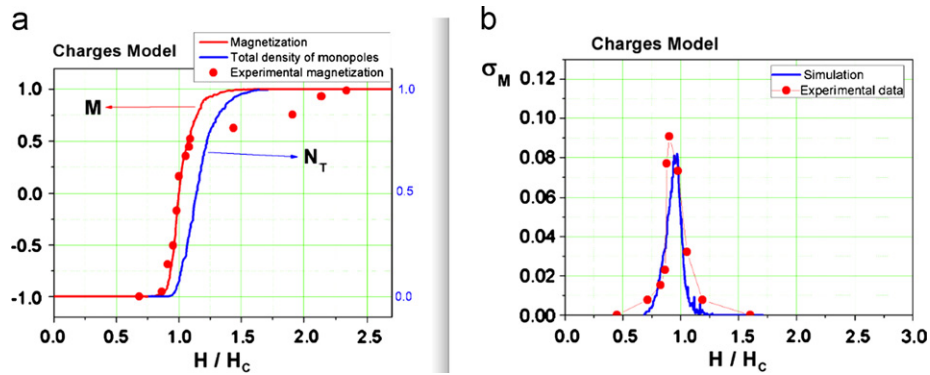 a
Charges Model
Magnetization
Total density of monopoles
Experimental magnetization
1.0
0.5
0.0
-0.5
-1.0
M
N_T
1.0
0.5
0.0
0.0 0.5 1.0 1.5 2.0 2.5
H / H_C
b
Charges Model
σ_M
Simulation
Experimental data
0.12
0.10
0.08
0.06
0.04
0.02
0.00
0.0 0.5 1.0 1.5 2.0 2.5 3.0
H / H_C